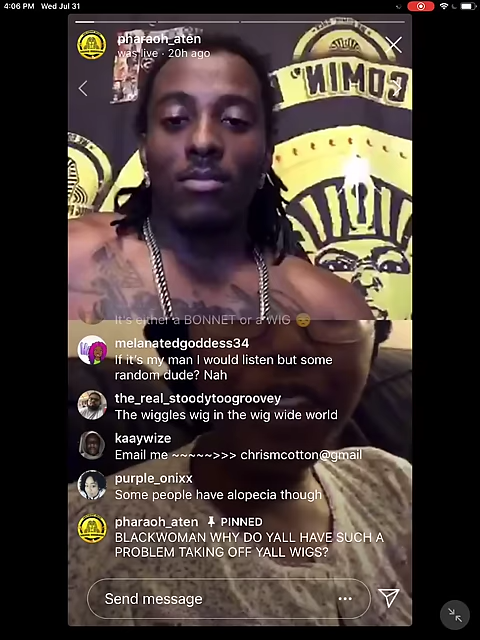 4:06 PM Wed Jul 31
pharaoh_aten
was live · 20h ago
COMIN'
It's either a BONNET or a WIG 😔
melanatedgoddess34
If it's my man I would listen but some
random dude? Nah
the_real_stoodytoogroovey
The wiggles wig in the wig wide world
kaaywize
Email me ~~~~~>>> chrismcotton@gmail
purple_onixx
Some people have alopecia though
pharaoh_aten 📌 PINNED
BLACKWOMAN WHY DO YALL HAVE SUCH A
PROBLEM TAKING OFF YALL WIGS?
Send message